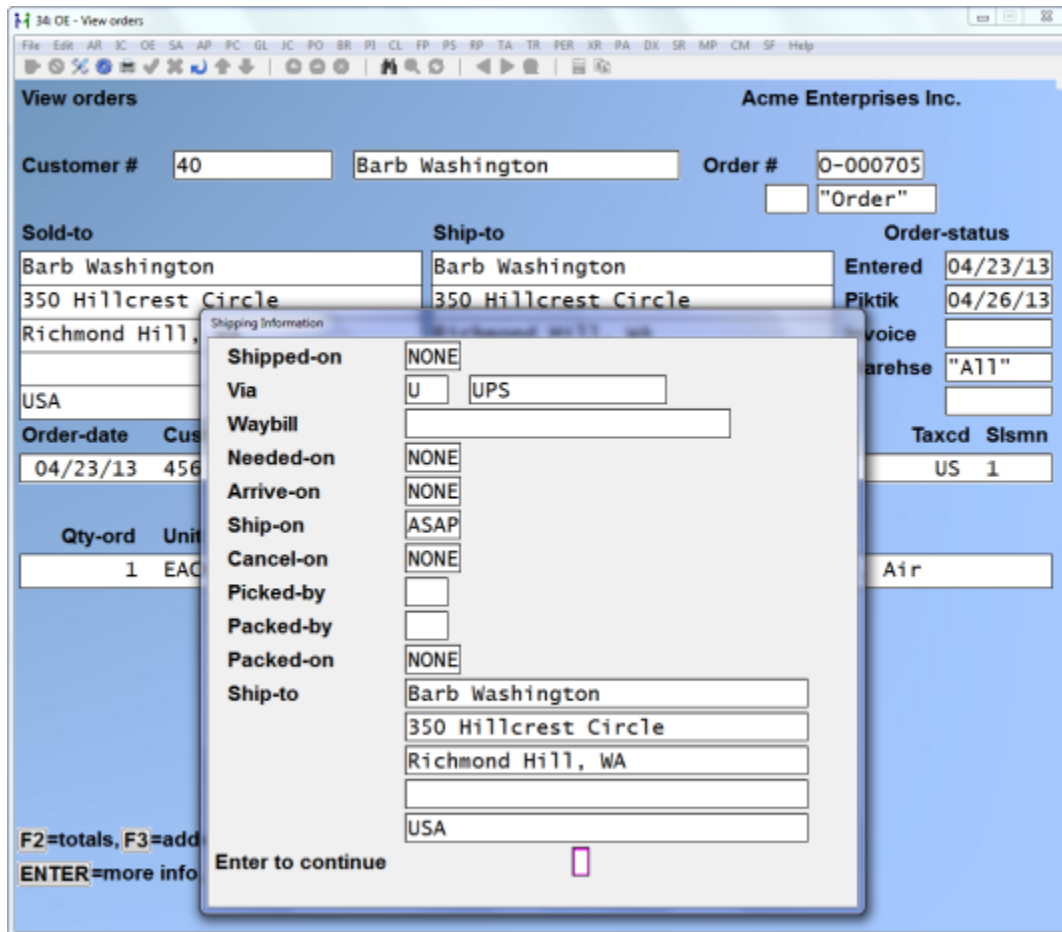 34: OE - View orders
File Edit AR IC OE SA AP PC GL JC PO BR PI CL FP PS RP TA TR PER XR PA DX SR MP CM SF Help
View orders Acme Enterprises Inc.
Customer # 40 Barb Washington Order # O-000705
"Order"
Sold-to Ship-to Order-status
Barb Washington Barb Washington Entered 04/23/13
350 Hillcrest Circle 350 Hillcrest Circle Piktik 04/26/13
Richmond Hill, voice
arehse "All"
USA
Order-date Cus Taxcd Slsmn
04/23/13 456 US 1
Qty-ord Unit
1 EAC Air
Shipping Information
Shipped-on NONE
Via U UPS
Waybill
Needed-on NONE
Arrive-on NONE
Ship-on ASAP
Cancel-on NONE
Picked-by
Packed-by
Packed-on NONE
Ship-to Barb Washington
350 Hillcrest Circle
Richmond Hill, WA
USA
Enter to continue
F2=totals, F3=add
ENTER=more info